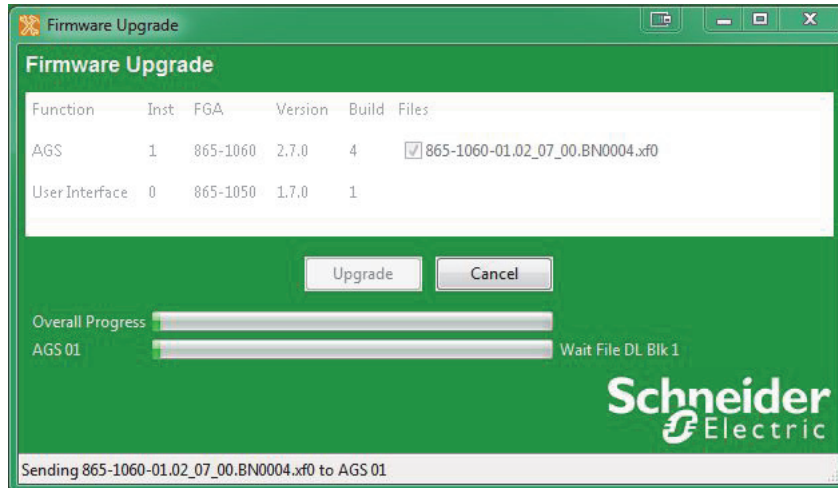 Firmware Upgrade
Firmware Upgrade
Function Inst FGA Version Build Files
AGS 1 865-1060 2.7.0 4 865-1060-01.02_07_00.BN0004.xf0
User Interface 0 865-1050 1.7.0 1
Upgrade Cancel
Overall Progress
AGS 01 Wait File DL Blk 1
Schneider
Electric
Sending 865-1060-01.02_07_00.BN0004.xf0 to AGS 01